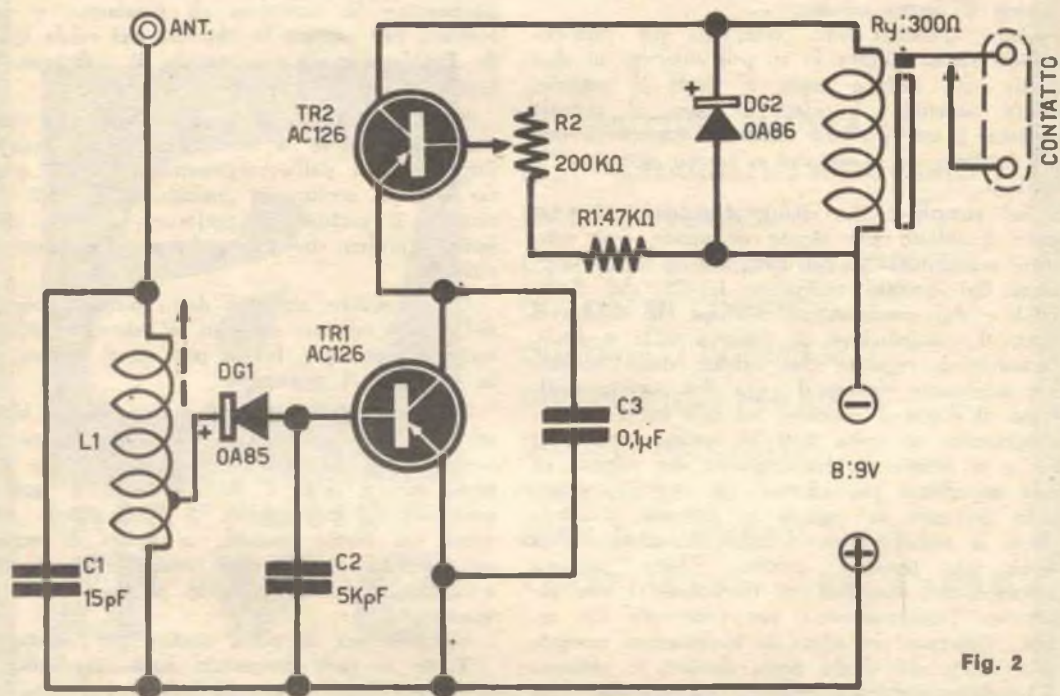 ANT.
TR2
AC126
R2
200KΩ
R1:47KΩ
+
DG2
OA86
Ry:300Ω
CONTATTO
L1
DG1
+
OA85
TR1
AC126
C3
0,1µF
−
B:9V
+
C1
15pF
C2
5KpF
Fig. 2